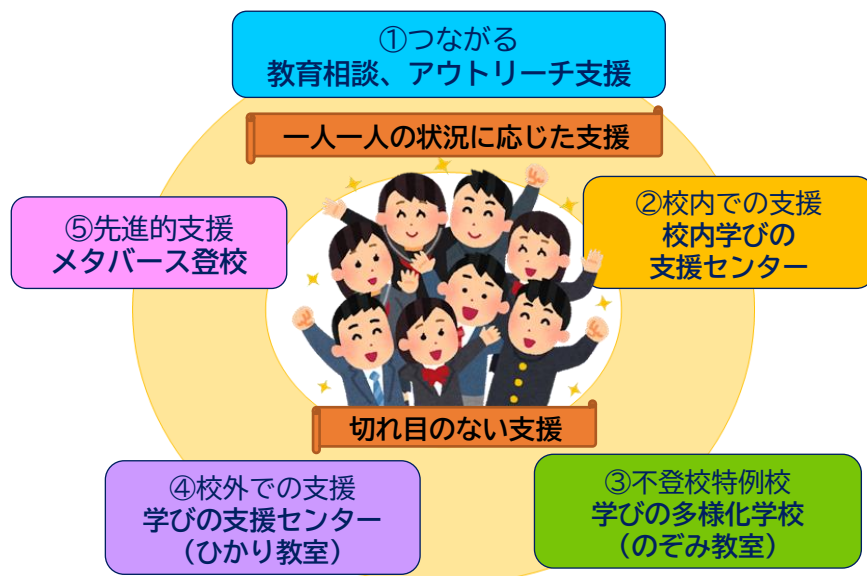 ①つながる
教育相談、アウトリーチ支援
一人一人の状況に応じた支援
②校内での支援
校内学びの
支援センター
⑤先進的支援
メタバース登校
切れ目のない支援
④校外での支援
学びの支援センター
(ひかり教室)
③不登校特例校
学びの多様化学校
(のぞみ教室)